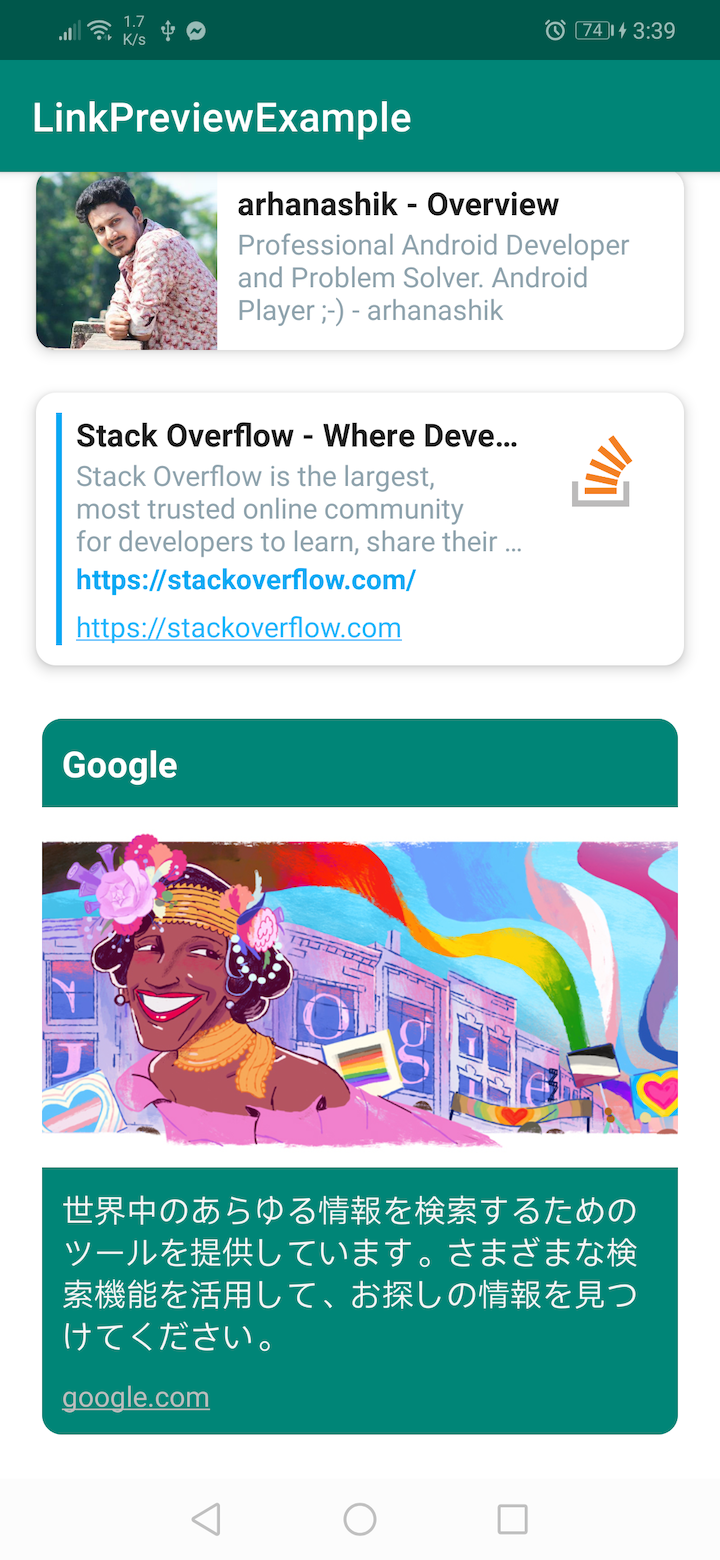 1.7
K/s
74
3:39
LinkPreviewExample
arhanashik - Overview
Professional Android Developer
and Problem Solver. Android
Player ;-) - arhanashik
Stack Overflow - Where Deve…
Stack Overflow is the largest,
most trusted online community
for developers to learn, share their …
https://stackoverflow.com/
https://stackoverflow.com
Google
世界中のあらゆる情報を検索するための
ツールを提供しています。さまざまな検
索機能を活用して、お探しの情報を見つ
けてください。
google.com